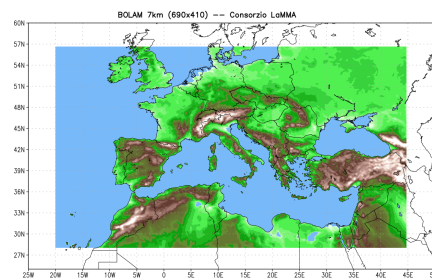 BOLAM 7km (690x410) –– Consorzio LaMMA
60N
57N
54N
51N
48N
45N
42N
39N
36N
33N
30N
27N
25W 20W 15W 10W 5W 0 5E 10E 15E 20E 25E 30E 35E 40E 45E